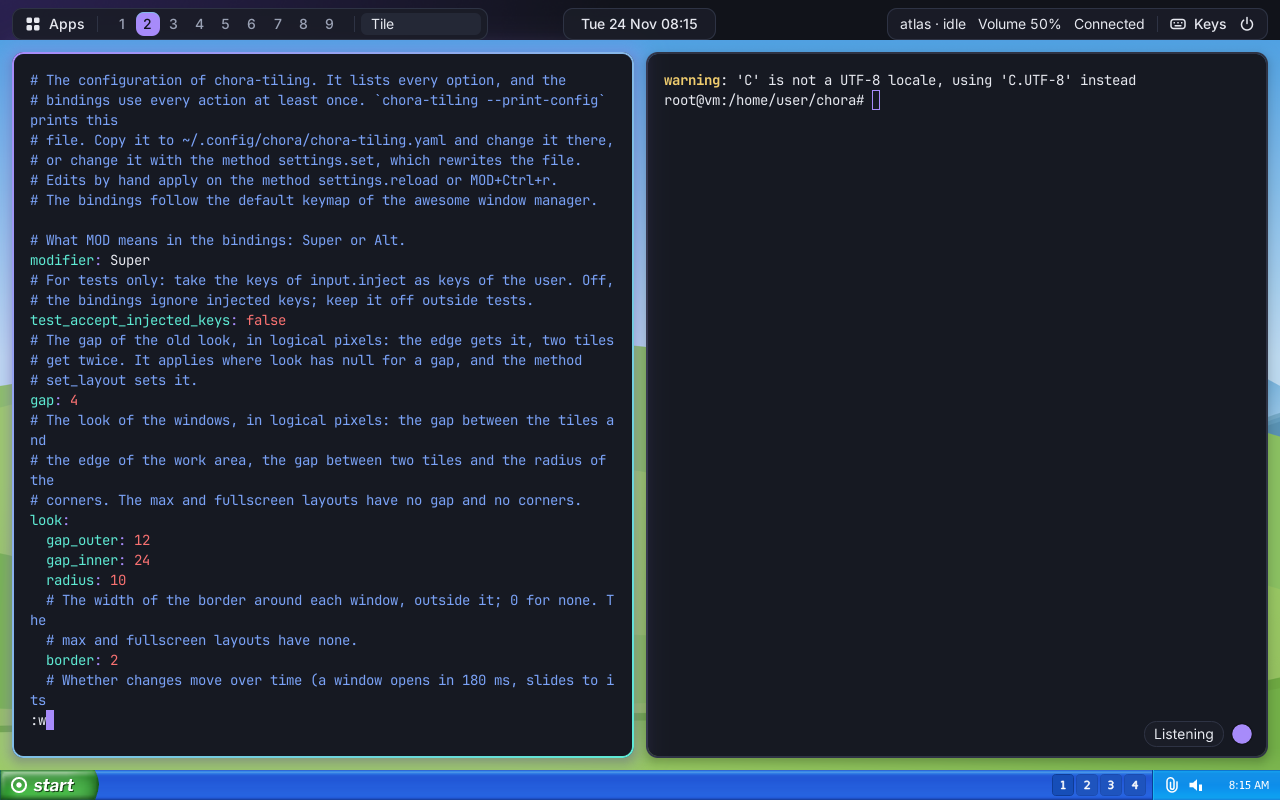 Apps 1 2 3 4 5 6 7 8 9 Tile
Tue 24 Nov 08:15
atlas · idle Volume 50% Connected Keys
# The configuration of chora-tiling. It lists every option, and the
# bindings use every action at least once. `chora-tiling --print-config`
prints this
# file. Copy it to ~/.config/chora/chora-tiling.yaml and change it there,
# or change it with the method settings.set, which rewrites the file.
# Edits by hand apply on the method settings.reload or MOD+Ctrl+r.
# The bindings follow the default keymap of the awesome window manager.
# What MOD means in the bindings: Super or Alt.
modifier: Super
# For tests only: take the keys of input.inject as keys of the user. Off,
# the bindings ignore injected keys; keep it off outside tests.
test_accept_injected_keys: false
# The gap of the old look, in logical pixels: the edge gets it, two tiles
# get twice. It applies where look has null for a gap, and the method
# set_layout sets it.
gap: 4
# The look of the windows, in logical pixels: the gap between the tiles a
nd
# the edge of the work area, the gap between two tiles and the radius of
the
# corners. The max and fullscreen layouts have no gap and no corners.
look:
gap_outer: 12
gap_inner: 24
radius: 10
# The width of the border around each window, outside it; 0 for none. T
he
# max and fullscreen layouts have none.
border: 2
# Whether changes move over time (a window opens in 180 ms, slides to i
ts
:w
warning: 'C' is not a UTF-8 locale, using 'C.UTF-8' instead
root@vm:/home/user/chora#
Listening
start
1 2 3 4
8:15 AM